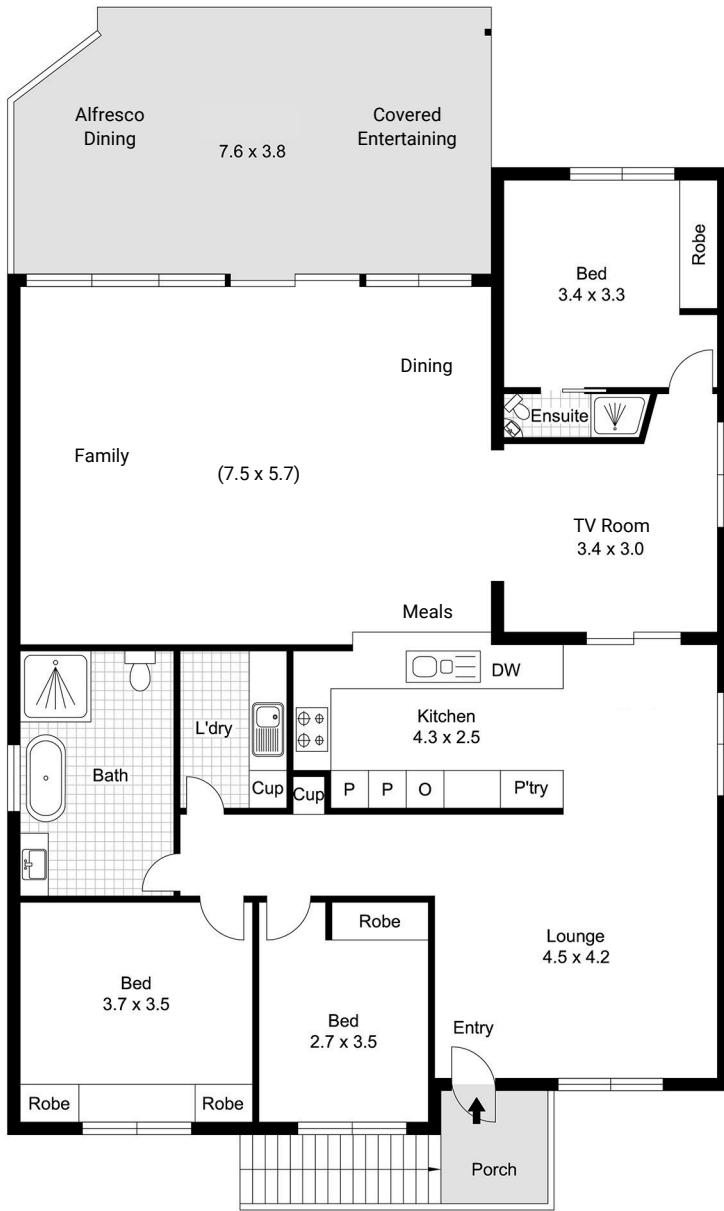 Alfresco
Dining
7.6 x 3.8
Covered
Entertaining
Bed
3.4 x 3.3
Robe
Dining
Ensuite
Family
(7.5 x 5.7)
TV Room
3.4 x 3.0
Meals
DW
Kitchen
4.3 x 2.5
L'dry
Bath
Cup
Cup
P
P
O
P'try
Robe
Lounge
4.5 x 4.2
Bed
3.7 x 3.5
Bed
2.7 x 3.5
Entry
Robe
Robe
Porch